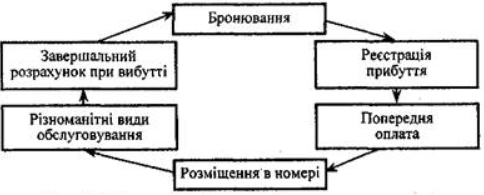 Бронювання
Завершальний
розрахунок при вибутті
Реєстрація
прибуття
Різноманітні види
обслуговування
Попередня
оплата
Розміщення в номері